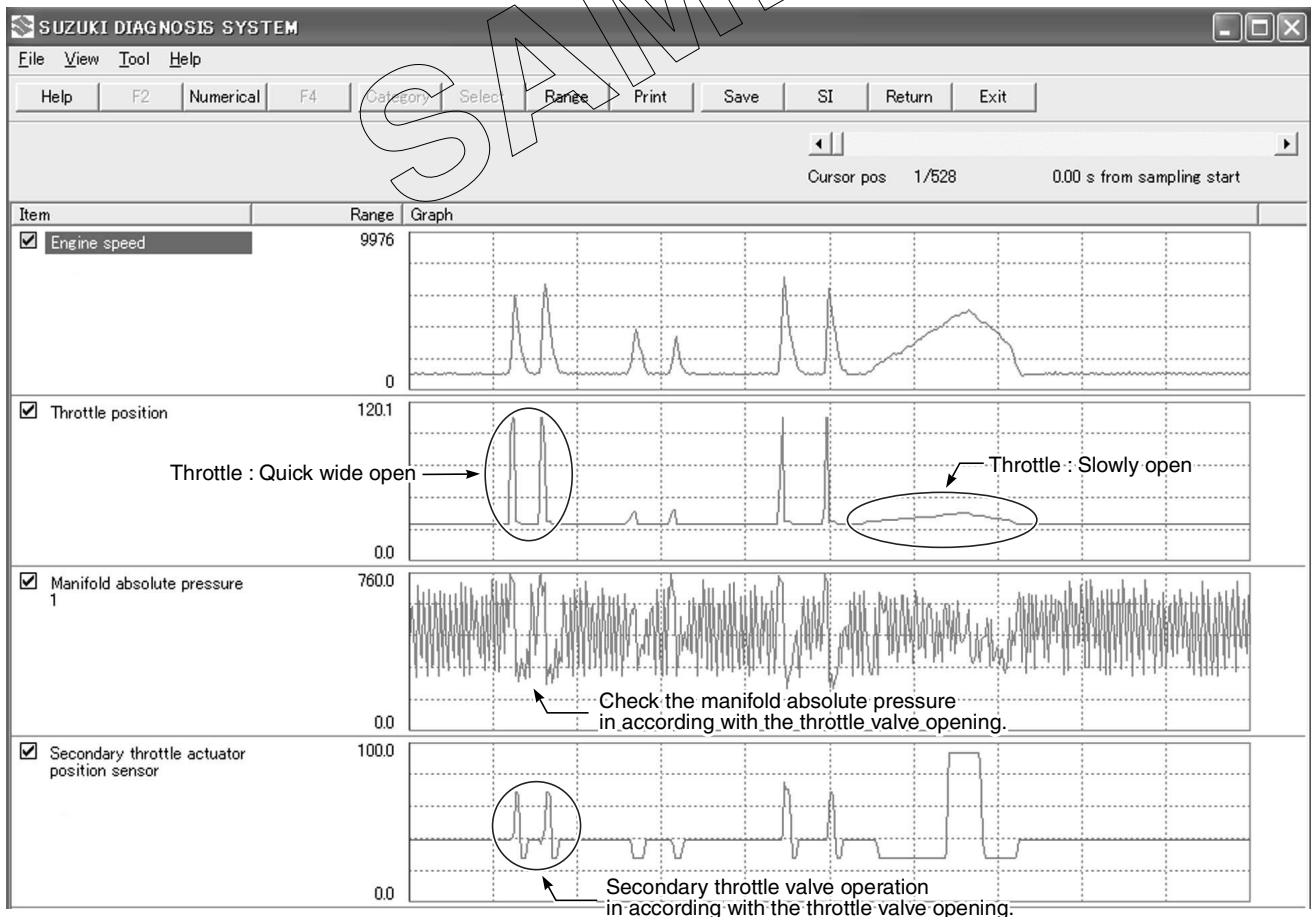 SUZUKI DIAGNOSIS SYSTEM
File View Tool Help
Help F2 Numerical F4 Category Select Range Print Save SI Return Exit
SAM
Cursor pos 1/528 0.00 s from sampling start
Item Range Graph
Engine speed 9976
0
Throttle position 120.1
Throttle : Quick wide open
Throttle : Slowly open
0.0
Manifold absolute pressure 760.0
1
Check the manifold absolute pressure
in according with the throttle valve opening.
0.0
Secondary throttle actuator 100.0
position sensor
Secondary throttle valve operation
in according with the throttle valve opening.
0.0